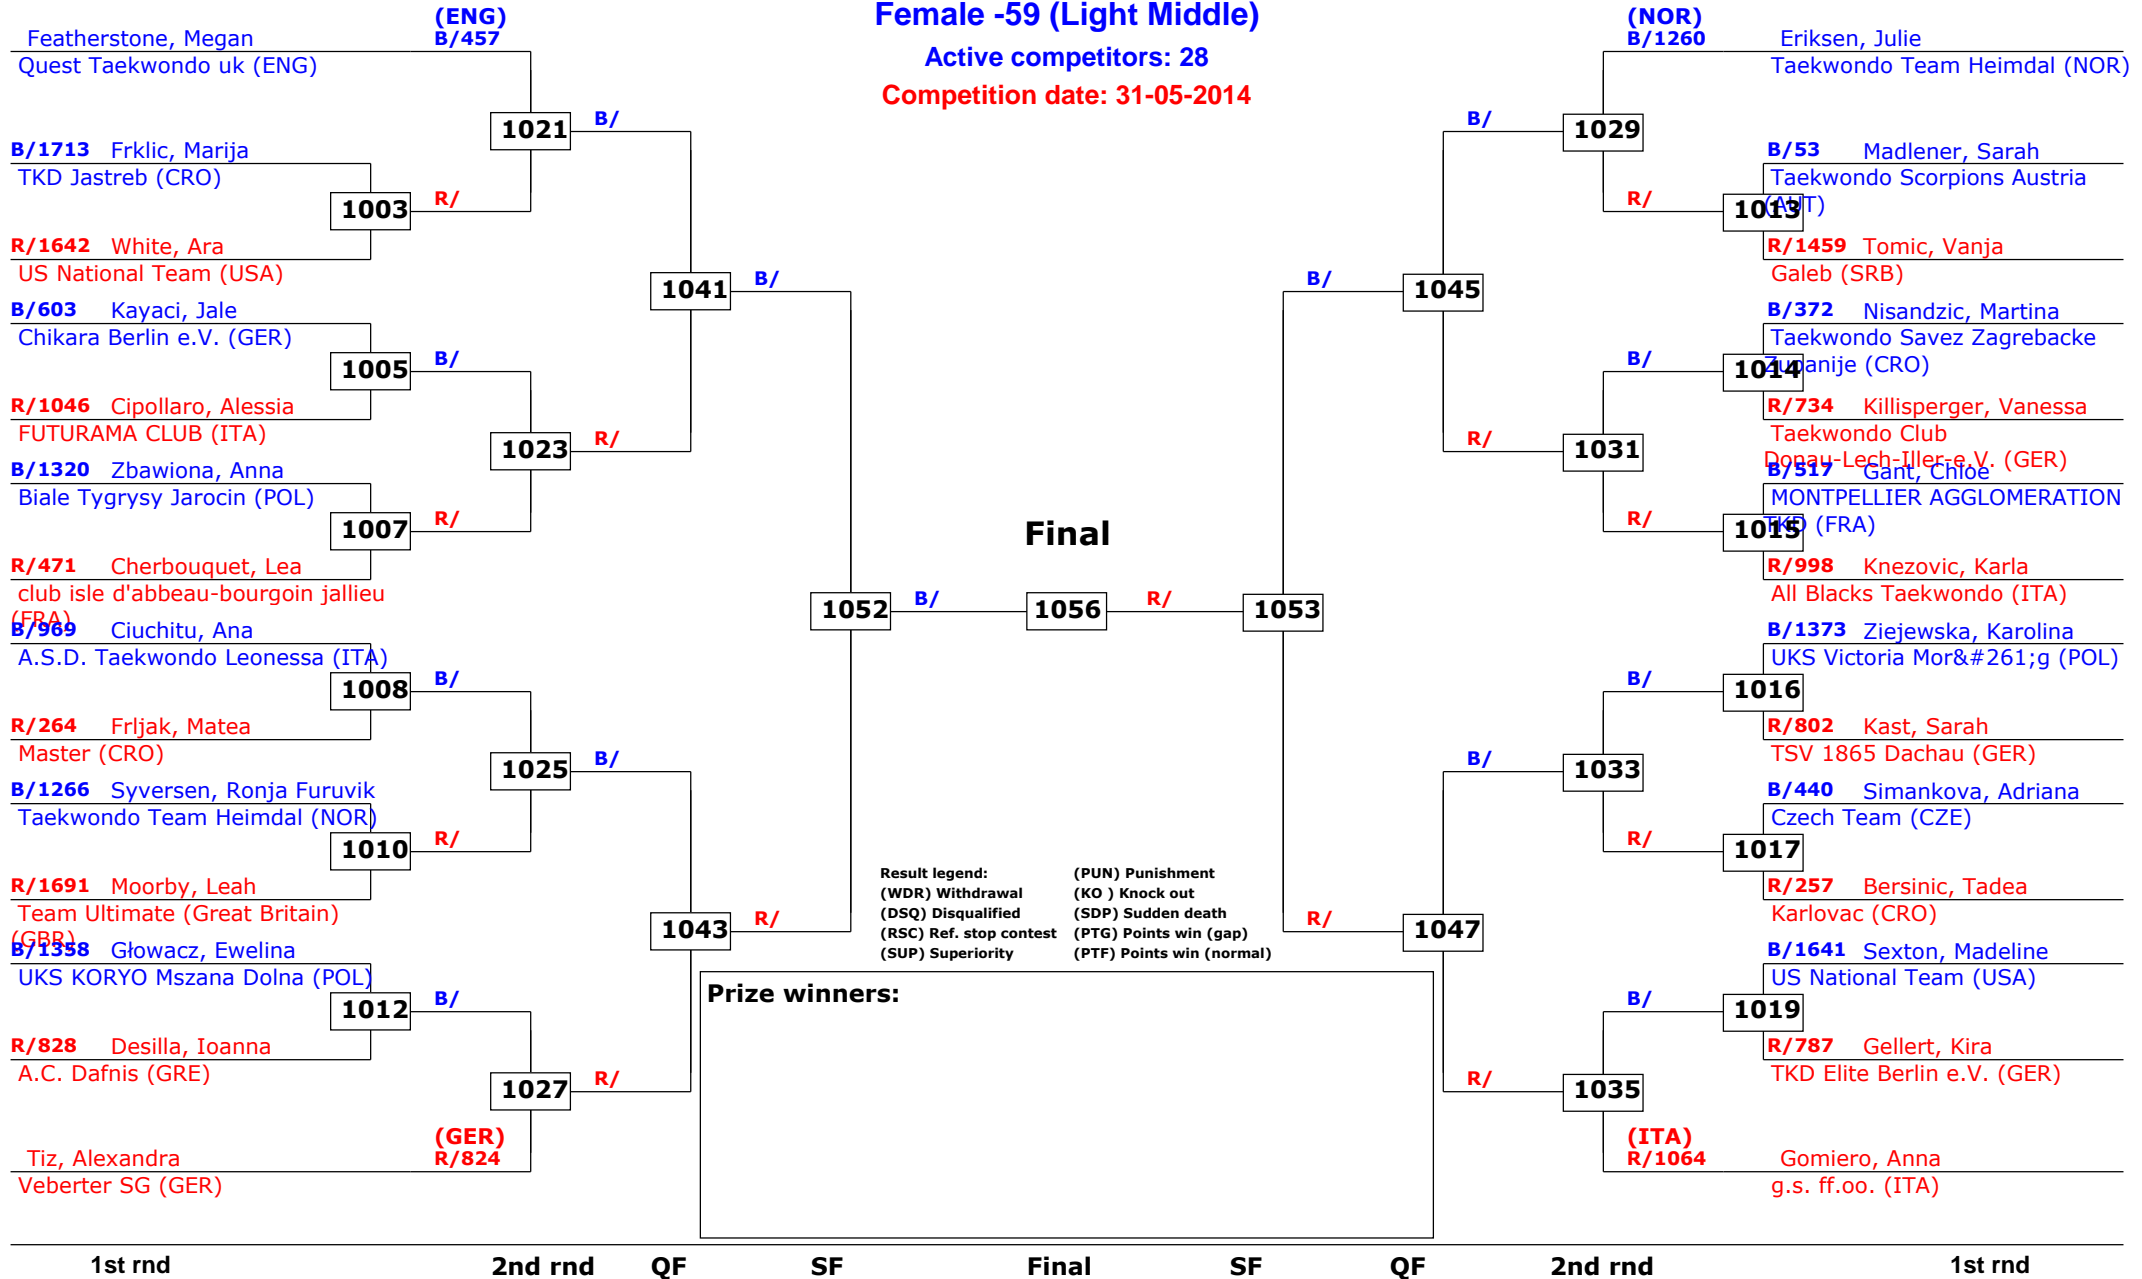 Female -59 (Light Middle)
Active competitors: 28
Competition date: 31-05-2014
(ENG)
Featherstone, Megan B/457
Quest Taekwondo uk (ENG)
1021 B/
B/1713 Frklic, Marija
TKD Jastreb (CRO)
1003 R/
R/1642 White, Ara
US National Team (USA)
1041 B/
B/603 Kayaci, Jale
Chikara Berlin e.V. (GER)
1005 B/
R/1046 Cipollaro, Alessia
FUTURAMA CLUB (ITA)
1023 R/
B/1320 Zbawiona, Anna
Biale Tygrysy Jarocin (POL)
1007 R/
R/471 Cherbouquet, Lea
club isle d'abbeau-bourgoin jallieu
(FRA)
1052 B/
B/969 Ciuchitu, Ana
A.S.D. Taekwondo Leonessa (ITA)
1008 B/
R/264 Frljak, Matea
Master (CRO)
1025 B/
B/1266 Syversen, Ronja Furuvik
Taekwondo Team Heimdal (NOR)
1010 R/
R/1691 Moorby, Leah
Team Ultimate (Great Britain)
(GBR)
1043 R/
B/1358 Głowacz, Ewelina
UKS KORYO Mszana Dolna (POL)
1012 B/
R/828 Desilla, Ioanna
A.C. Dafnis (GRE)
1027 R/
(GER)
Tiz, Alexandra R/824
Veberter SG (GER)
Final
1056
(NOR)
B/1260 Eriksen, Julie
Taekwondo Team Heimdal (NOR)
B/ 1029
B/53 Madlener, Sarah
Taekwondo Scorpions Austria
(AUT)
R/ 1013
R/1459 Tomic, Vanja
Galeb (SRB)
B/ 1045
B/372 Nisandzic, Martina
Taekwondo Savez Zagrebacke
Zupanije (CRO)
B/ 1014
R/734 Killisperger, Vanessa
Taekwondo Club
Donau-Lech-Iller-e.V. (GER)
R/ 1031
B/517 Gant, Chloe
MONTPELLIER AGGLOMERATION
TKD (FRA)
R/ 1015
R/998 Knezovic, Karla
All Blacks Taekwondo (ITA)
R/ 1053
B/1373 Ziejewska, Karolina
UKS Victoria Mor&#261;g (POL)
B/ 1016
R/802 Kast, Sarah
TSV 1865 Dachau (GER)
B/ 1033
B/440 Simankova, Adriana
Czech Team (CZE)
R/ 1017
R/257 Bersinic, Tadea
Karlovac (CRO)
R/ 1047
B/1641 Sexton, Madeline
US National Team (USA)
B/ 1019
R/787 Gellert, Kira
TKD Elite Berlin e.V. (GER)
R/ 1035
(ITA)
R/1064 Gomiero, Anna
g.s. ff.oo. (ITA)
Result legend: (PUN) Punishment
(WDR) Withdrawal (KO ) Knock out
(DSQ) Disqualified (SDP) Sudden death
(RSC) Ref. stop contest (PTG) Points win (gap)
(SUP) Superiority (PTF) Points win (normal)
Prize winners:
1st rnd 2nd rnd QF SF Final SF QF 2nd rnd 1st rnd